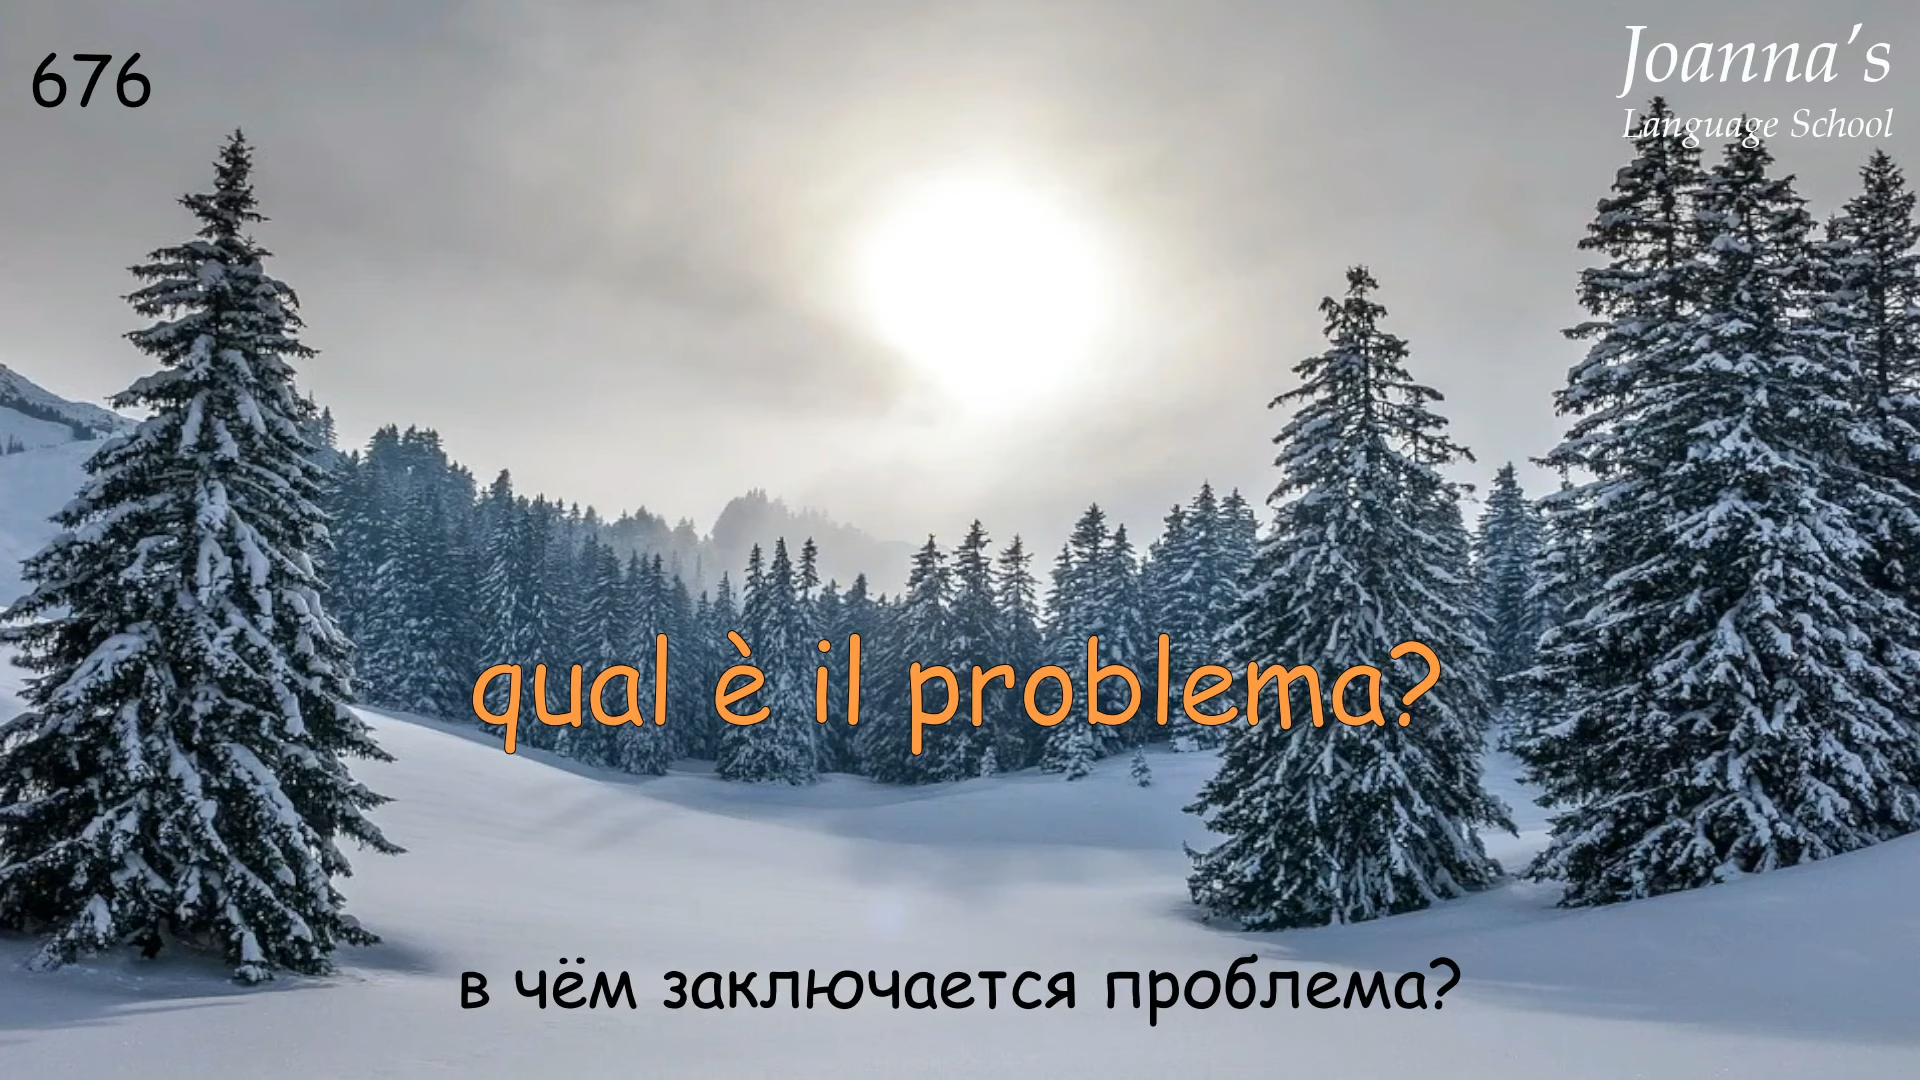 676
Joanna's
Language School
qual è il problema?
в чём заключается проблема?